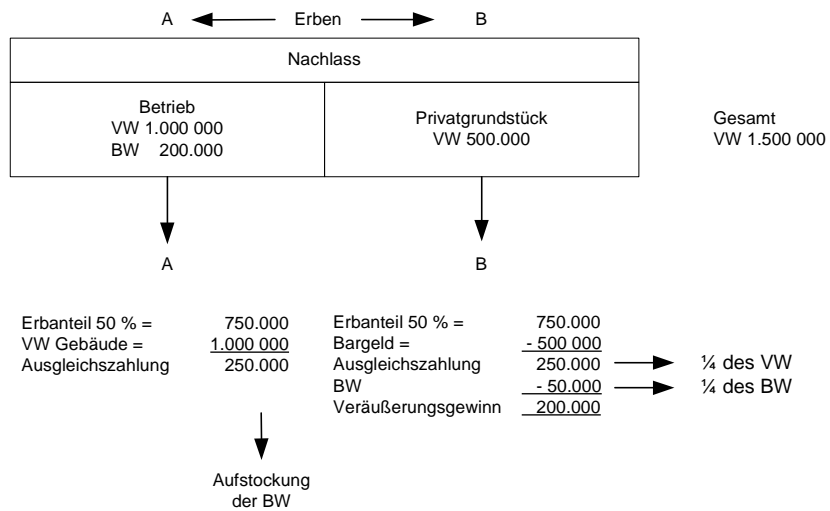 A Erben B
Nachlass
Betrieb
VW 1.000 000
BW 200.000
Privatgrundstück
VW 500.000
Gesamt
VW 1.500 000
A
B
Erbanteil 50 % = 750.000
VW Gebäude = 1.000 000
Ausgleichszahlung 250.000
Erbanteil 50 % = 750.000
Bargeld = - 500 000
Ausgleichszahlung 250.000 ¼ des VW
BW - 50.000 ¼ des BW
Veräußerungsgewinn 200.000
Aufstockung
der BW